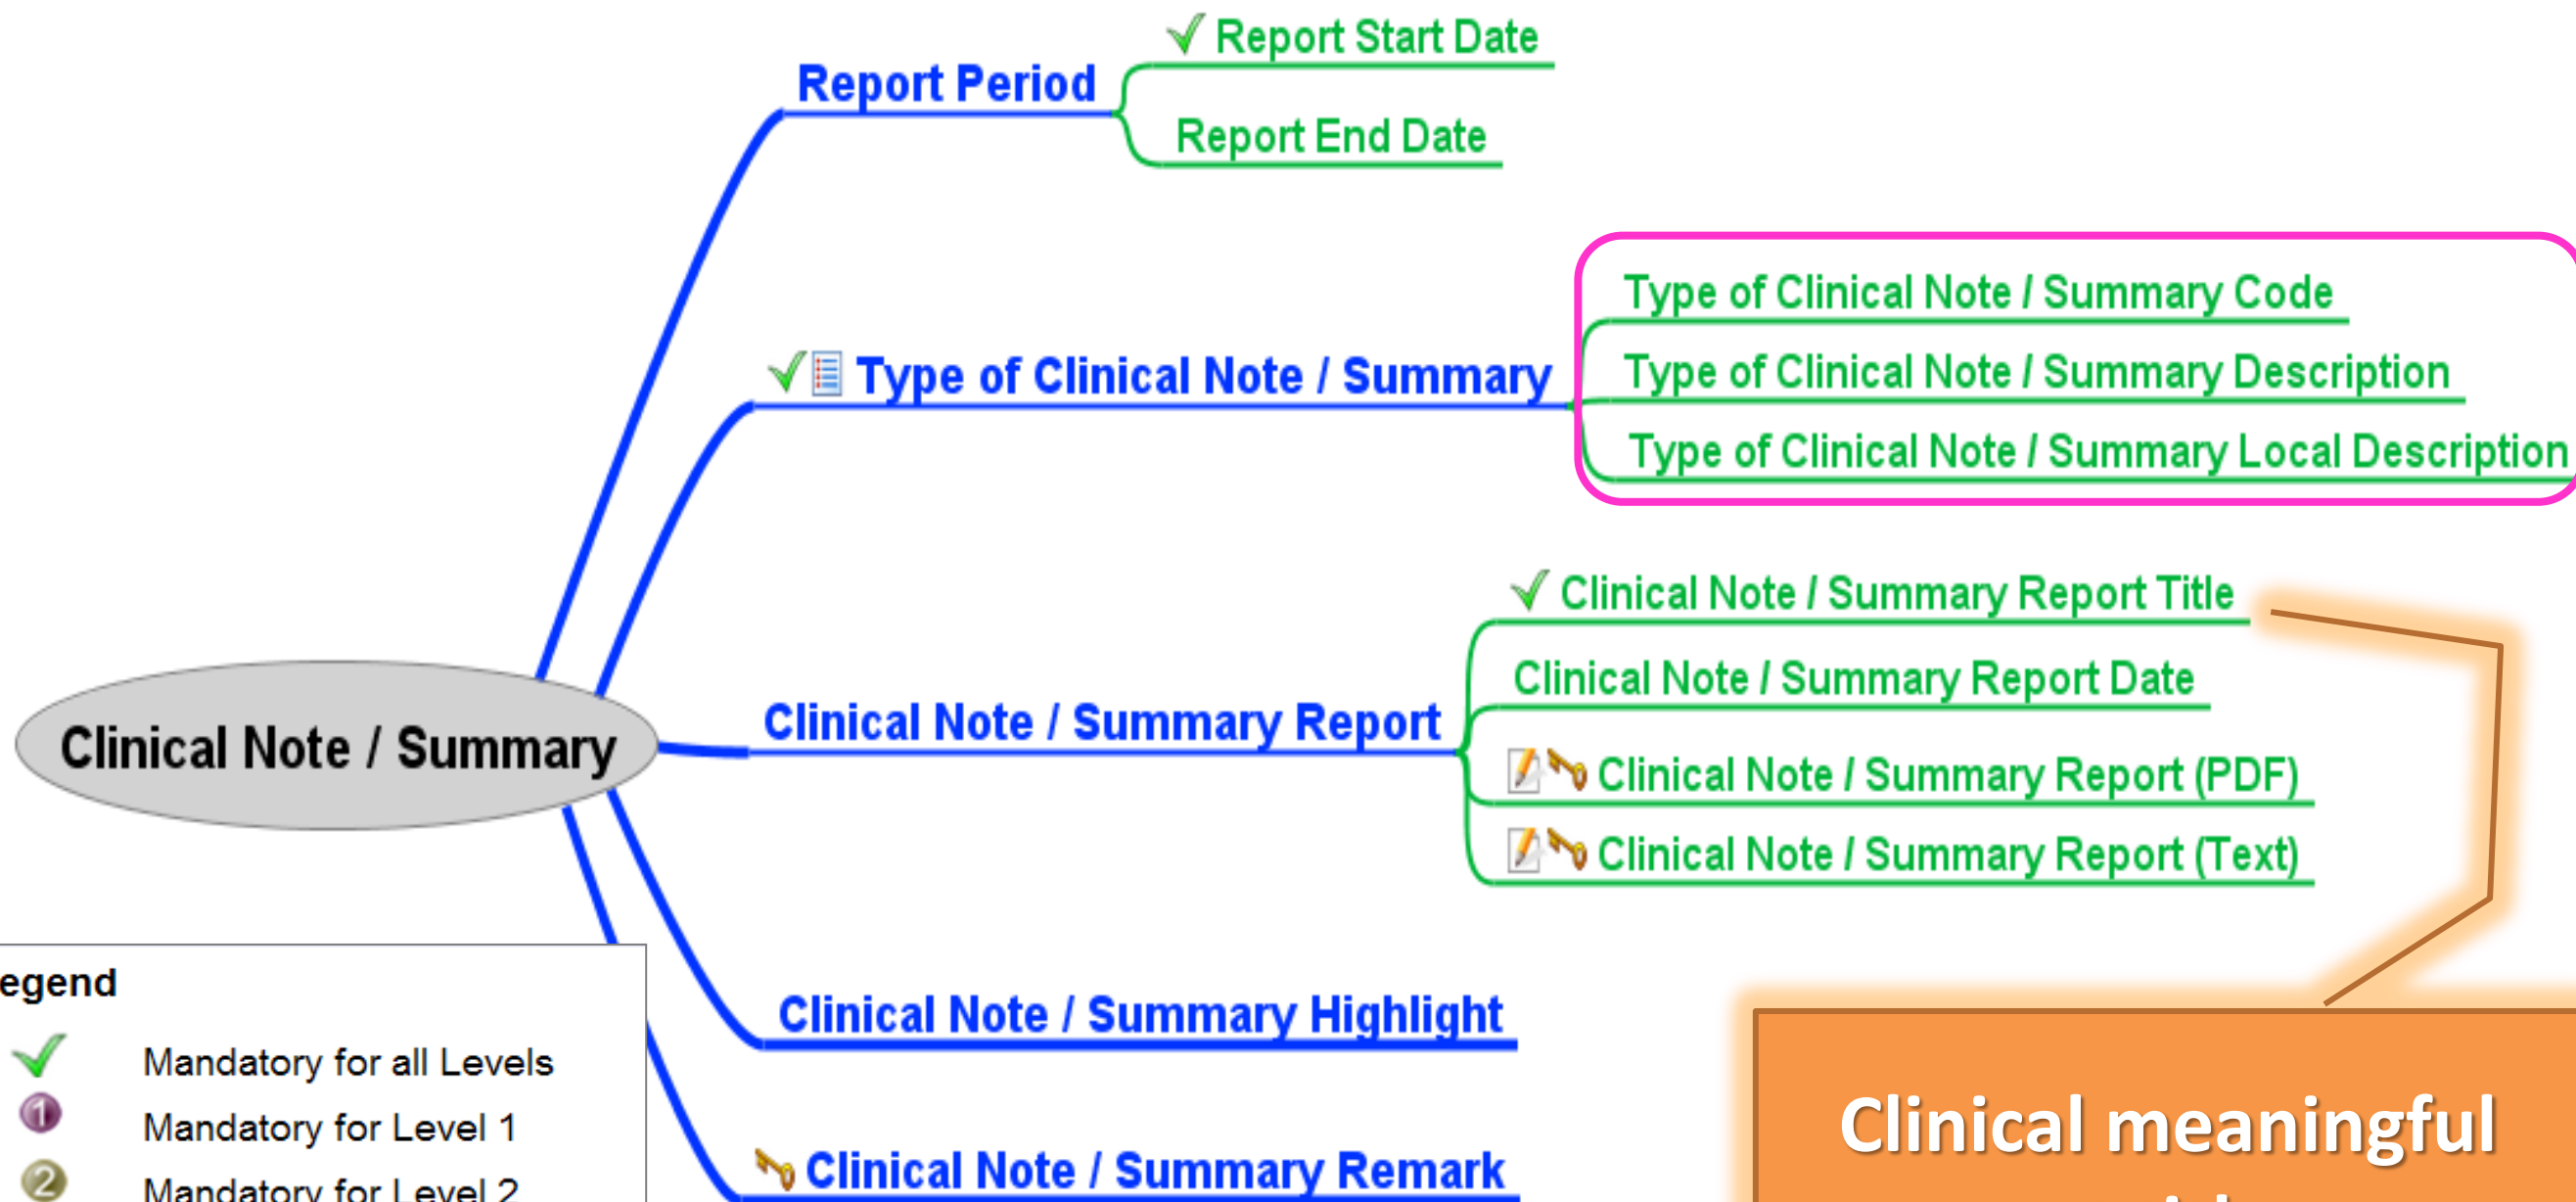 Report Period
Report Start Date
Report End Date
Type of Clinical Note / Summary
Type of Clinical Note / Summary Code
Type of Clinical Note / Summary Description
Type of Clinical Note / Summary Local Description
Clinical Note / Summary
Clinical Note / Summary Report
Clinical Note / Summary Report Title
Clinical Note / Summary Report Date
Clinical Note / Summary Report (PDF)
Clinical Note / Summary Report (Text)
Clinical Note / Summary Highlight
Clinical Note / Summary Remark
egend
Mandatory for all Levels
1 Mandatory for Level 1
2 Mandatory for Level 2
Clinical meaningful